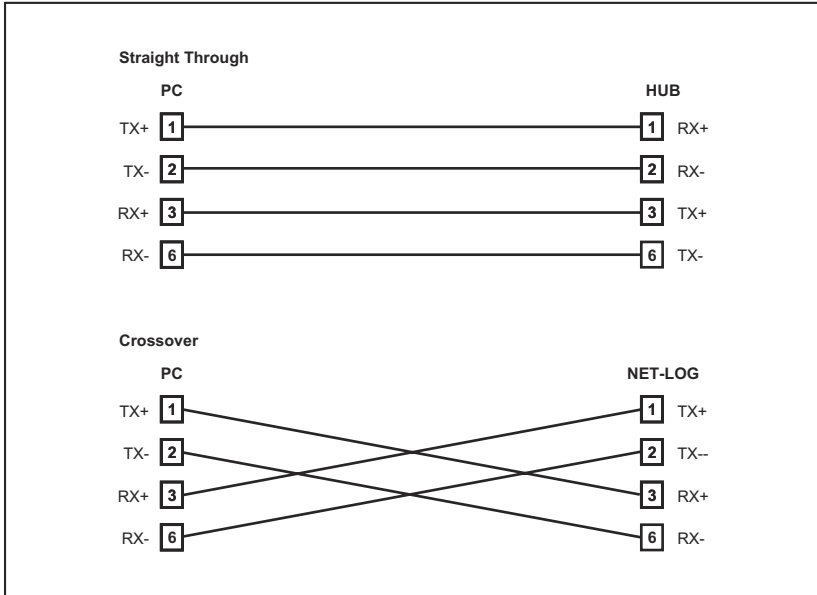 Straight Through
PC HUB
TX+ 1 1 RX+
TX- 2 2 RX-
RX+ 3 3 TX+
RX- 6 6 TX-
Crossover
PC NET-LOG
TX+ 1 1 TX+
TX- 2 2 TX--
RX+ 3 3 RX+
RX- 6 6 RX-